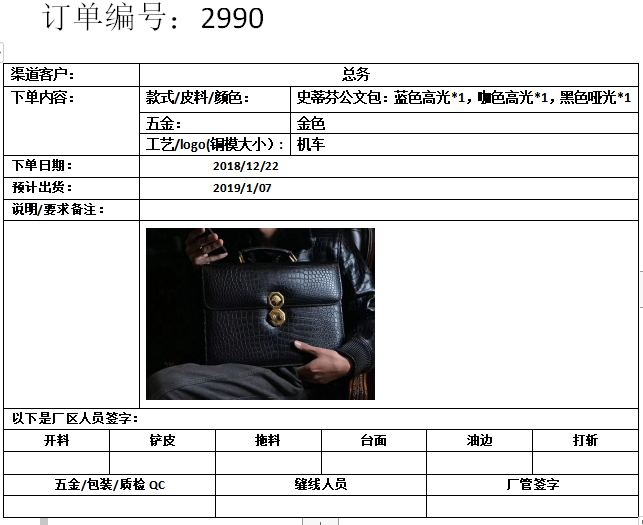 订单编号：2990
渠道客户： 总务
下单内容： 款式/皮料/颜色： 史蒂芬公文包：蓝色高光*1，咖色高光*1，黑色哑光*1
五金： 金色
工艺/logo(铜模大小）: 机车
下单日期： 2018/12/22
预计出货： 2019/1/07
说明/要求备注：
以下是厂区人员签字：
开料 铲皮 拖料 台面 油边 打折
五金/包装/质检 QC 缝线人员 厂管签字